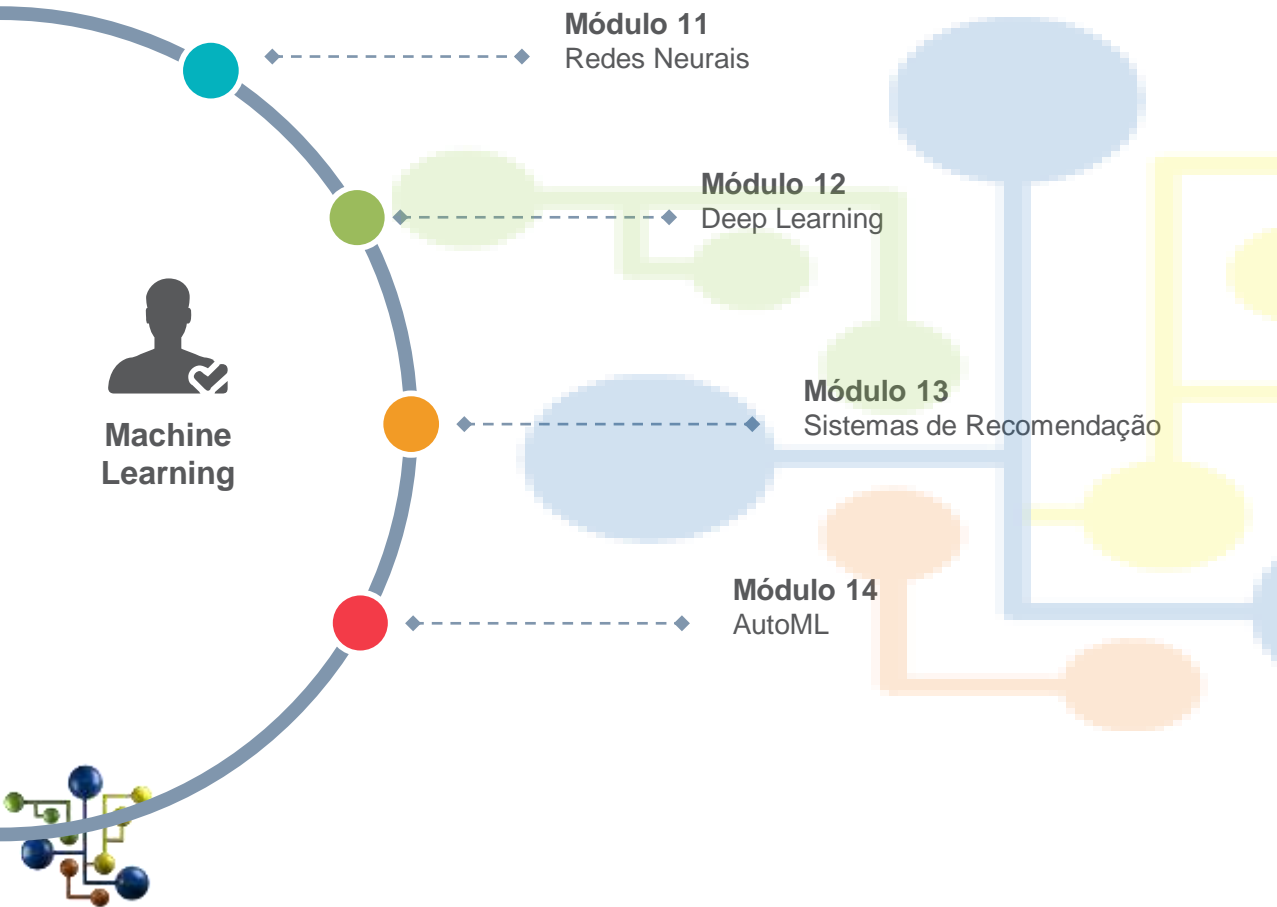 Módulo 11
Redes Neurais
Módulo 12
Deep Learning
Machine
Learning
Módulo 13
Sistemas de Recomendação
Módulo 14
AutoML